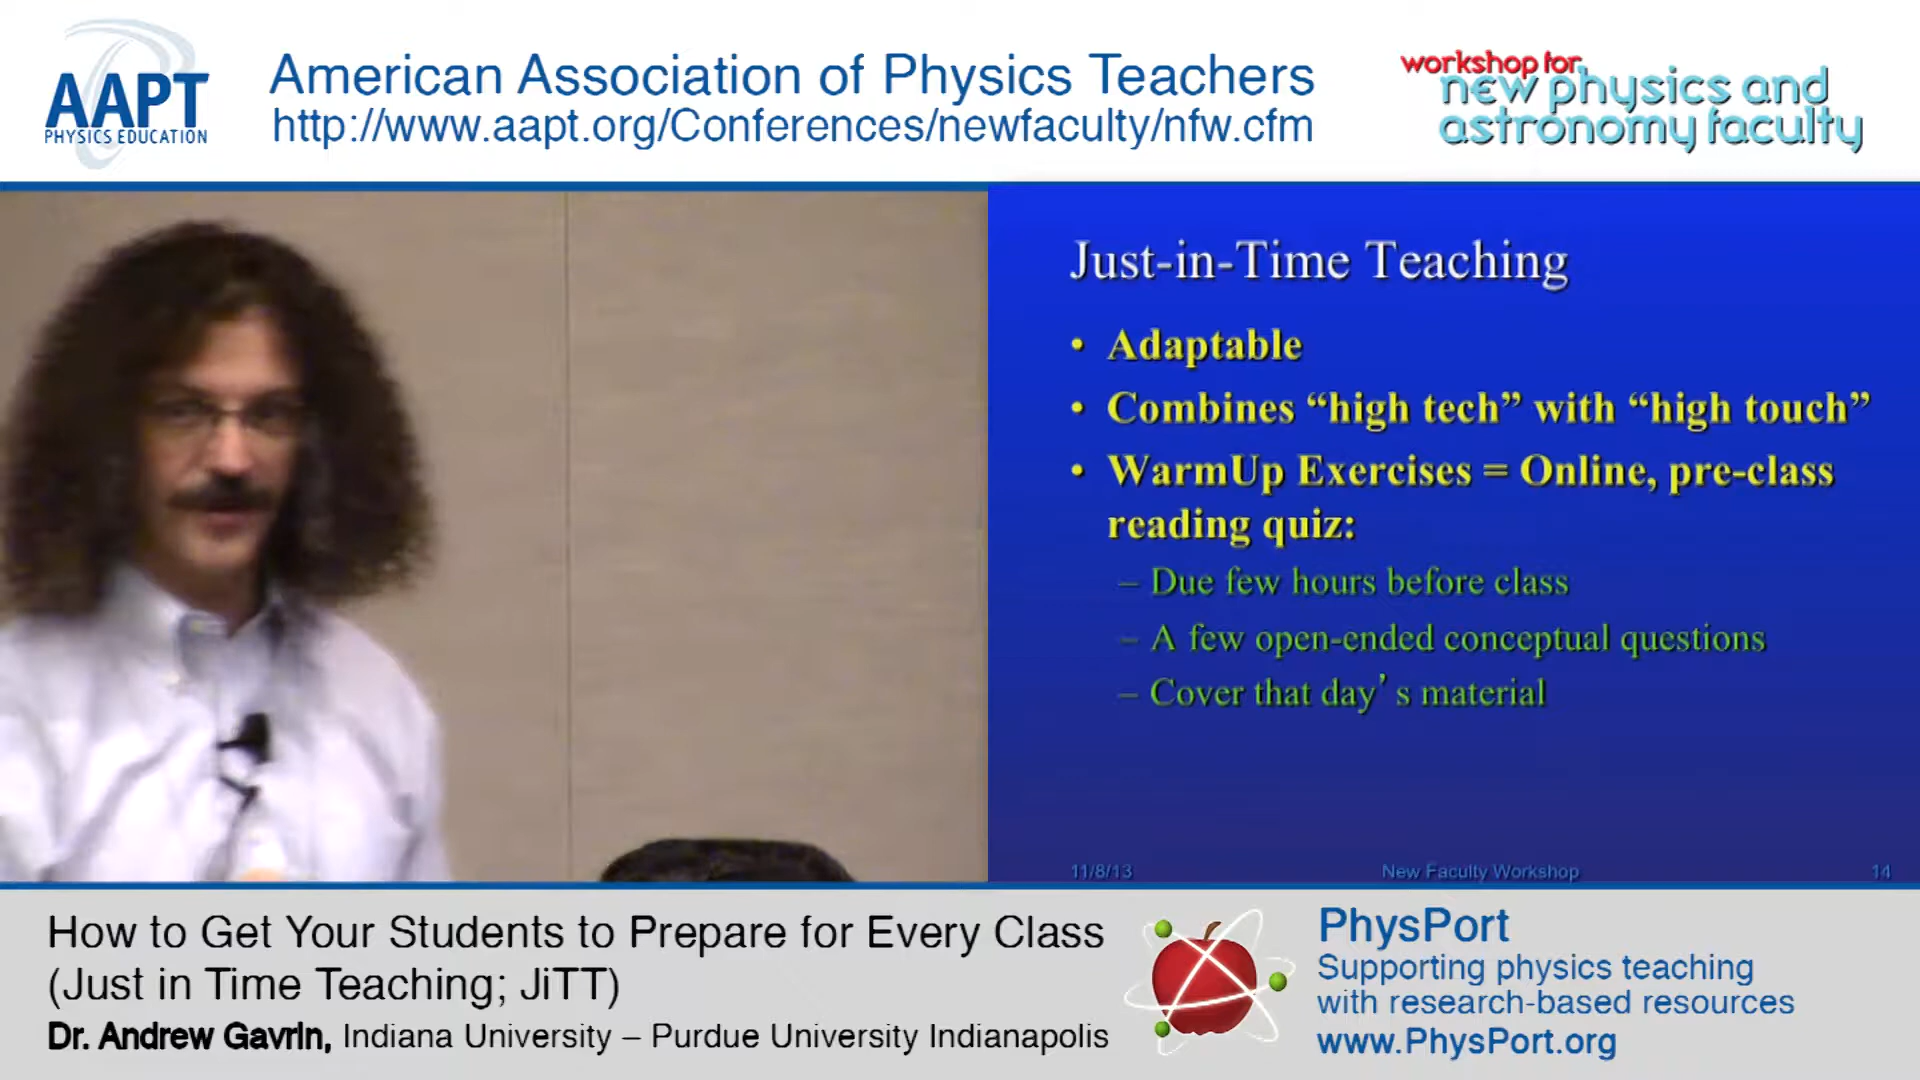 AAPT
PHYSICS EDUCATION
American Association of Physics Teachers
http://www.aapt.org/Conferences/newfaculty/nfw.cfm
workshop for
new physics and
astronomy faculty
Just-in-Time Teaching
• Adaptable
• Combines “high tech” with “high touch”
• WarmUp Exercises = Online, pre-class
reading quiz:
– Due few hours before class
– A few open-ended conceptual questions
– Cover that day’s material
11/8/13
New Faculty Workshop
14
How to Get Your Students to Prepare for Every Class
(Just in Time Teaching; JiTT)
Dr. Andrew Gavrin, Indiana University – Purdue University Indianapolis
PhysPort
Supporting physics teaching
with research-based resources
www.PhysPort.org